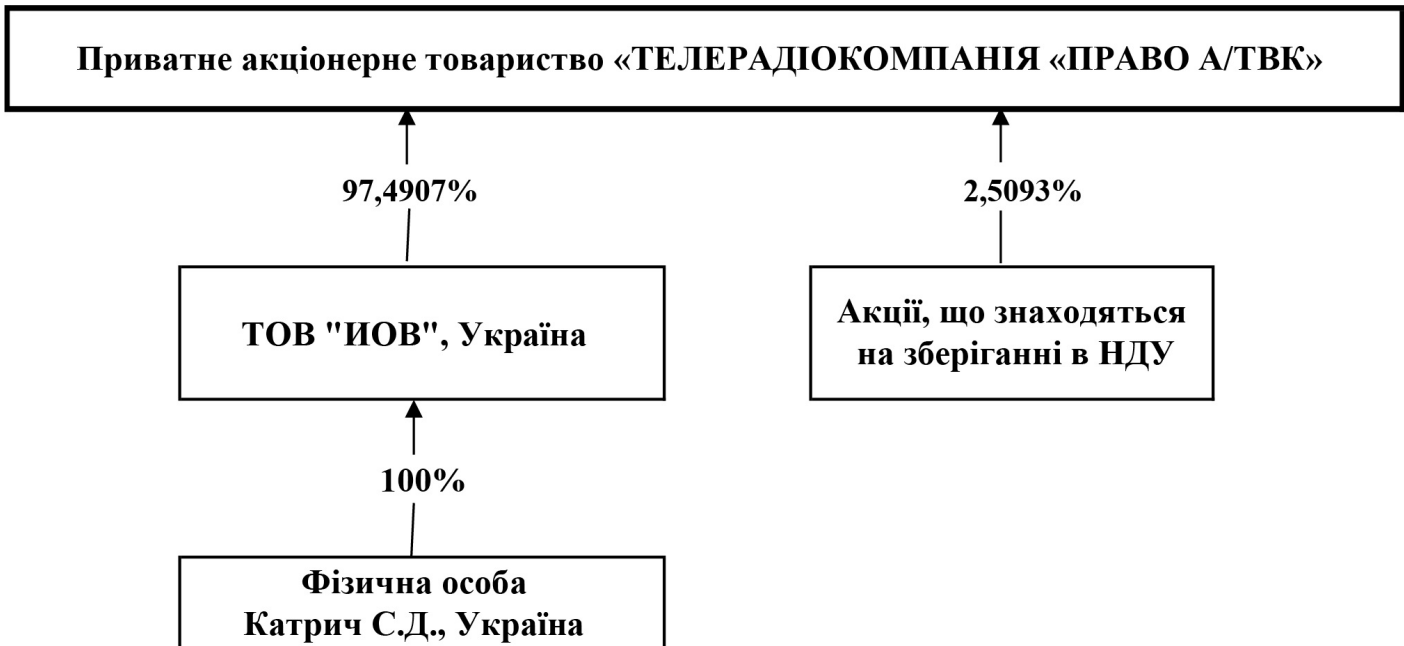 Приватне акціонерне товариство «ТЕЛЕРАДІОКОМПАНІЯ «ПРАВО А/ТВК»
97,4907%
2,5093%
ТОВ "ИОВ", Україна
Акції, що знаходяться
на зберіганні в НДУ
100%
Фізична особа
Катрич С.Д., Україна